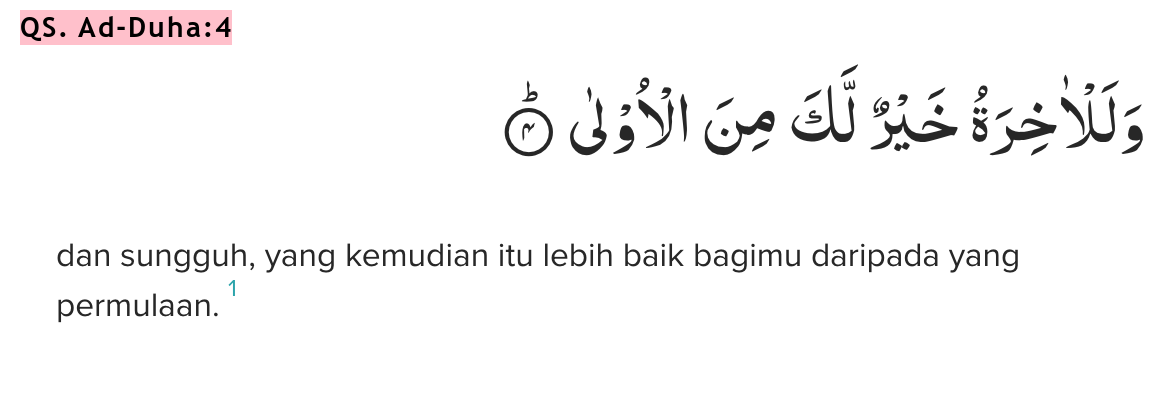 QS. Ad-Duha:4
وَلَلْاٰخِرَةُ خَيْرٌ لَّكَ مِنَ الْاُوْلٰىۗ ۝٤
dan sungguh, yang kemudian itu lebih baik bagimu daripada yang
permulaan. 1